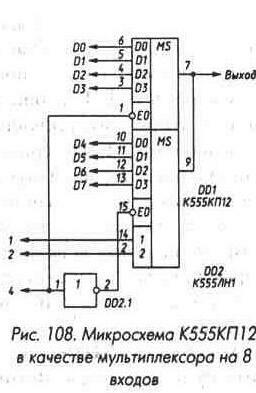 D0 6 D0 MS
D1 5 D1 7 Выход
D2 4 D2
D3 3 D3
1 E0
D4 10 D0 MS
D5 11 D1
D6 12 D2 9
D7 13 D3
DD1
К555КП12
15 E0
1 14 1
2 2 2
DD2
К555ЛН1
4 1 1 2
DD2.1
Рис. 108. Микросхема К555КП12
в качестве мультиплексора на 8
входов